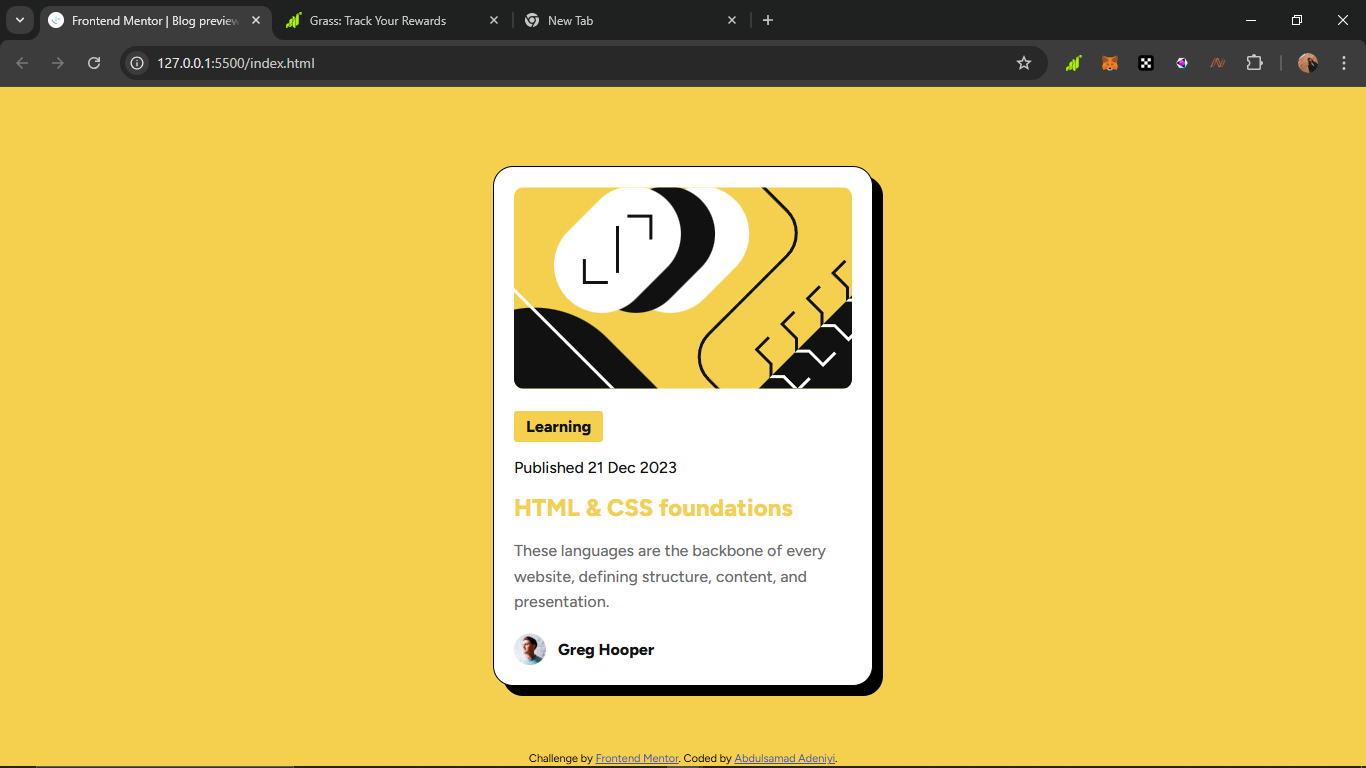 Frontend Mentor | Blog preview
Grass: Track Your Rewards
New Tab
127.0.0.1:5500/index.html
Learning
Published 21 Dec 2023
HTML & CSS foundations
These languages are the backbone of every
website, defining structure, content, and
presentation.
Greg Hooper
Challenge by Frontend Mentor. Coded by Abdulsamad Adeniyi.